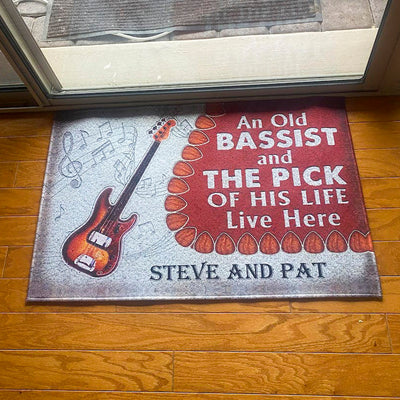 An Old
BASSIST
and
THE PICK
OF HIS LIFE
Live Here
STEVE AND PAT